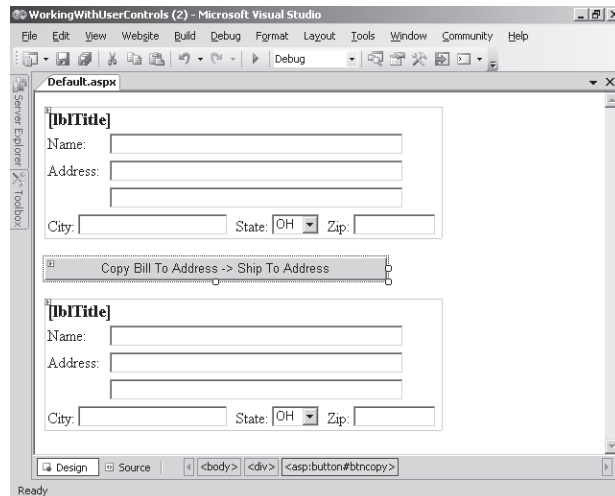 WorkingWithUserControls (2) - Microsoft Visual Studio
File Edit View Website Build Debug Format Layout Tools Window Community Help
Debug
Default.aspx
Server Explorer
Toolbox
[lblTitle]
Name:
Address:
City: State: OH Zip:
Copy Bill To Address -> Ship To Address
[lblTitle]
Name:
Address:
City: State: OH Zip:
Design Source <body> <div> <asp:button#btncopy>
Ready